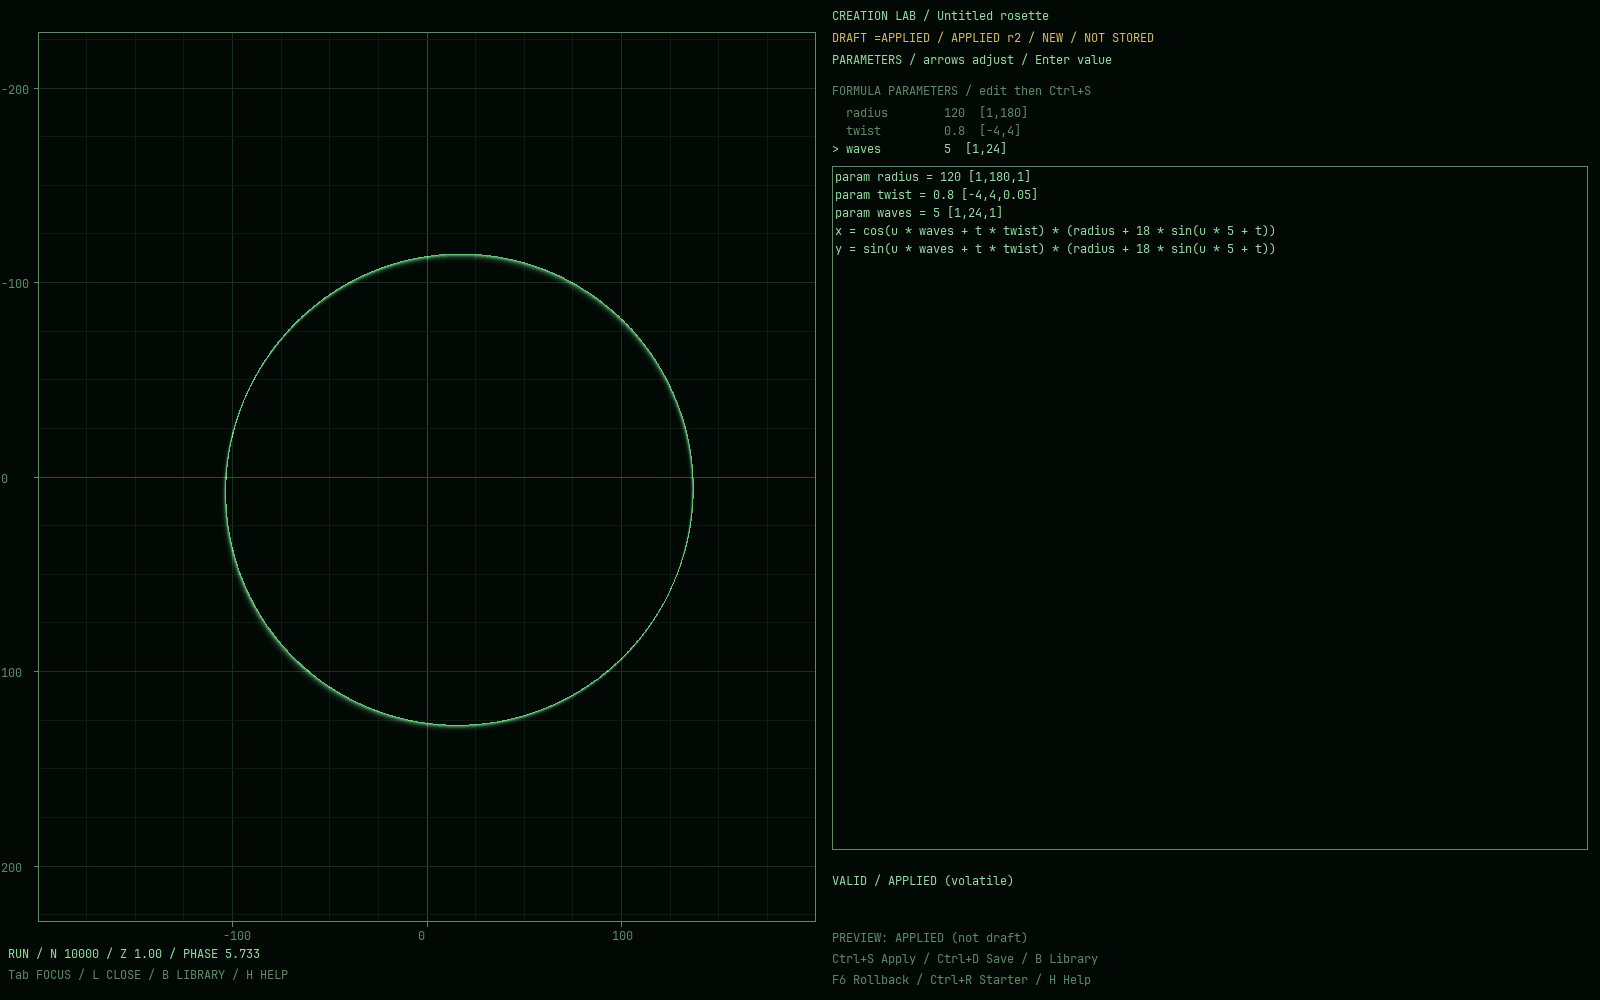 CREATION LAB / Untitled rosette
DRAFT =APPLIED / APPLIED r2 / NEW / NOT STORED
PARAMETERS / arrows adjust / Enter value
FORMULA PARAMETERS / edit then Ctrl+S
radius 120 [1,180]
twist 0.8 [-4,4]
> waves 5 [1,24]
param radius = 120 [1,180,1]
param twist = 0.8 [-4,4,0.05]
param waves = 5 [1,24,1]
x = cos(u * waves + t * twist) * (radius + 18 * sin(u * 5 + t))
y = sin(u * waves + t * twist) * (radius + 18 * sin(u * 5 + t))
VALID / APPLIED (volatile)
PREVIEW: APPLIED (not draft)
Ctrl+S Apply / Ctrl+D Save / B Library
F6 Rollback / Ctrl+R Starter / H Help
-200
-100
0
100
200
-100 0 100
RUN / N 10000 / Z 1.00 / PHASE 5.733
Tab FOCUS / L CLOSE / B LIBRARY / H HELP